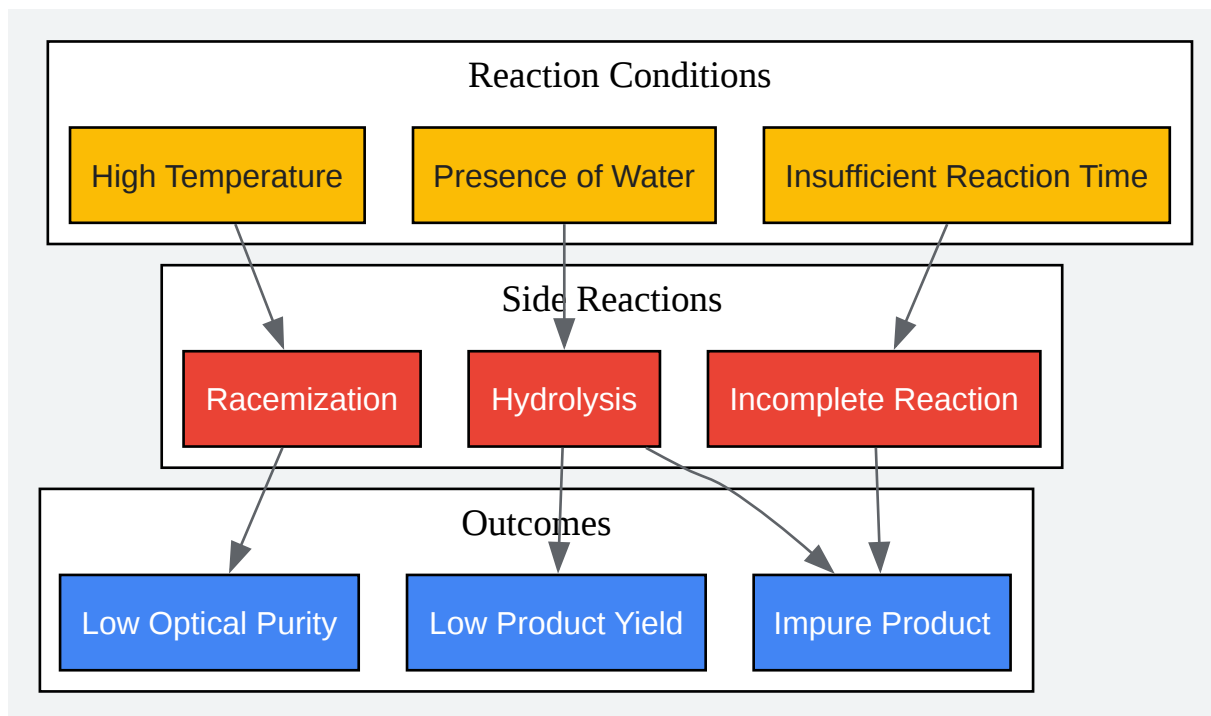 Reaction Conditions
High Temperature
Presence of Water
Insufficient Reaction Time
Side Reactions
Racemization
Hydrolysis
Incomplete Reaction
Outcomes
Low Optical Purity
Low Product Yield
Impure Product